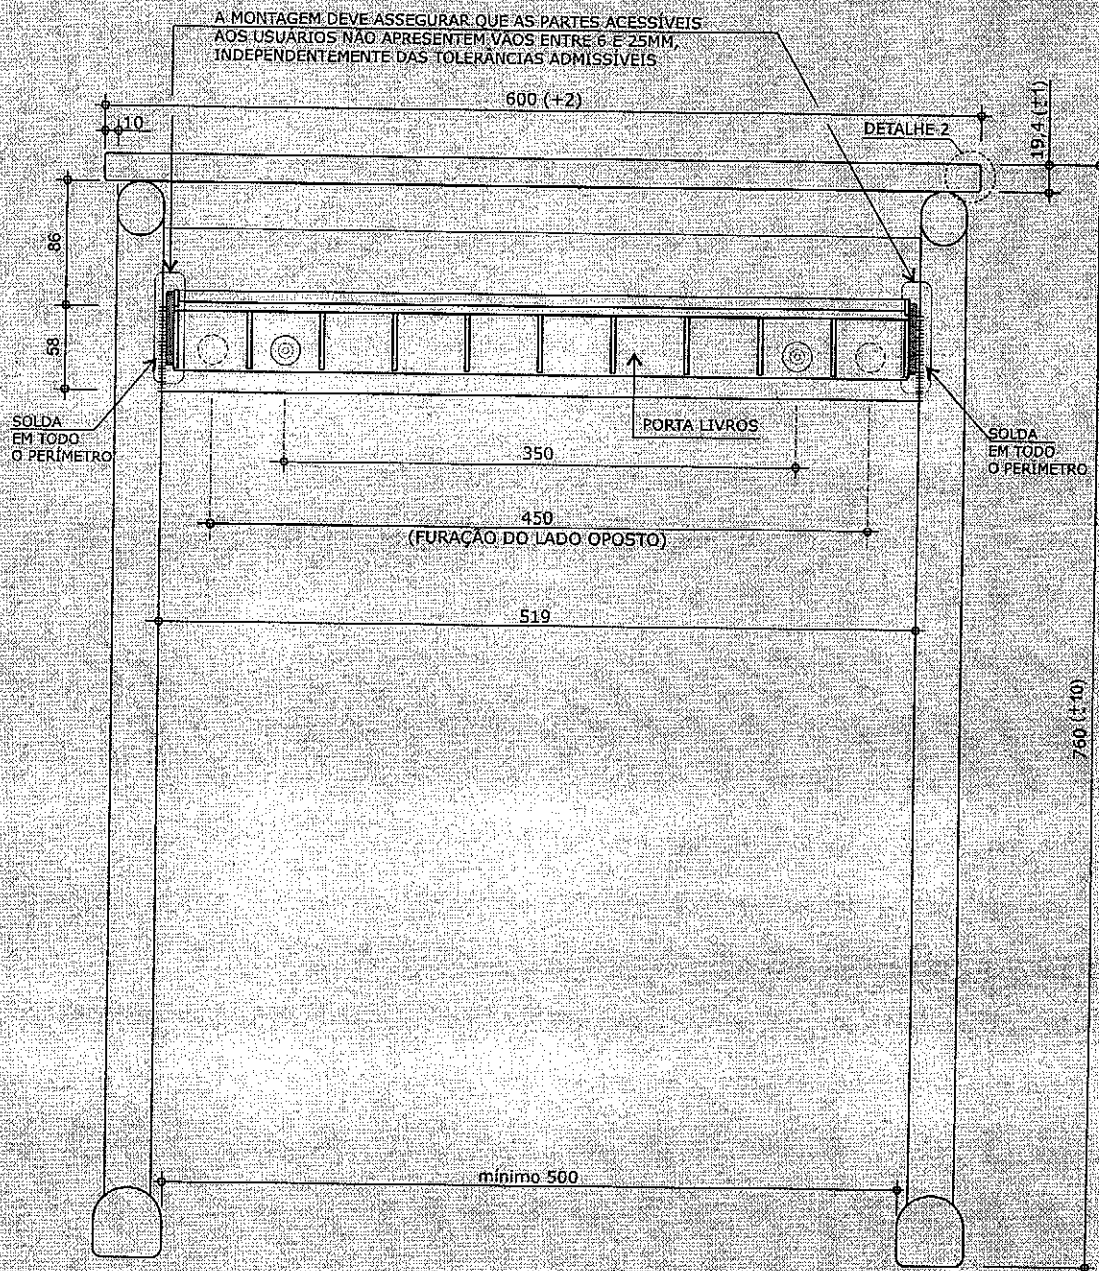 A MONTAGEM DEVE ASSEGURAR QUE AS PARTES ACESSÍVEIS
AOS USUÁRIOS NÃO APRESENTEM VÃOS ENTRE 6 E 25MM,
INDEPENDENTEMENTE DAS TOLERÂNCIAS ADMISSÍVEIS
600 (+2)
10
DETALHE 2
19,4 (±1)
86
58
SOLDA
EM TODO
O PERÍMETRO
PORTA LIVROS
SOLDA
EM TODO
O PERÍMETRO
350
450
(FURAÇÃO DO LADO OPOSTO)
519
760 (±10)
mínimo 500